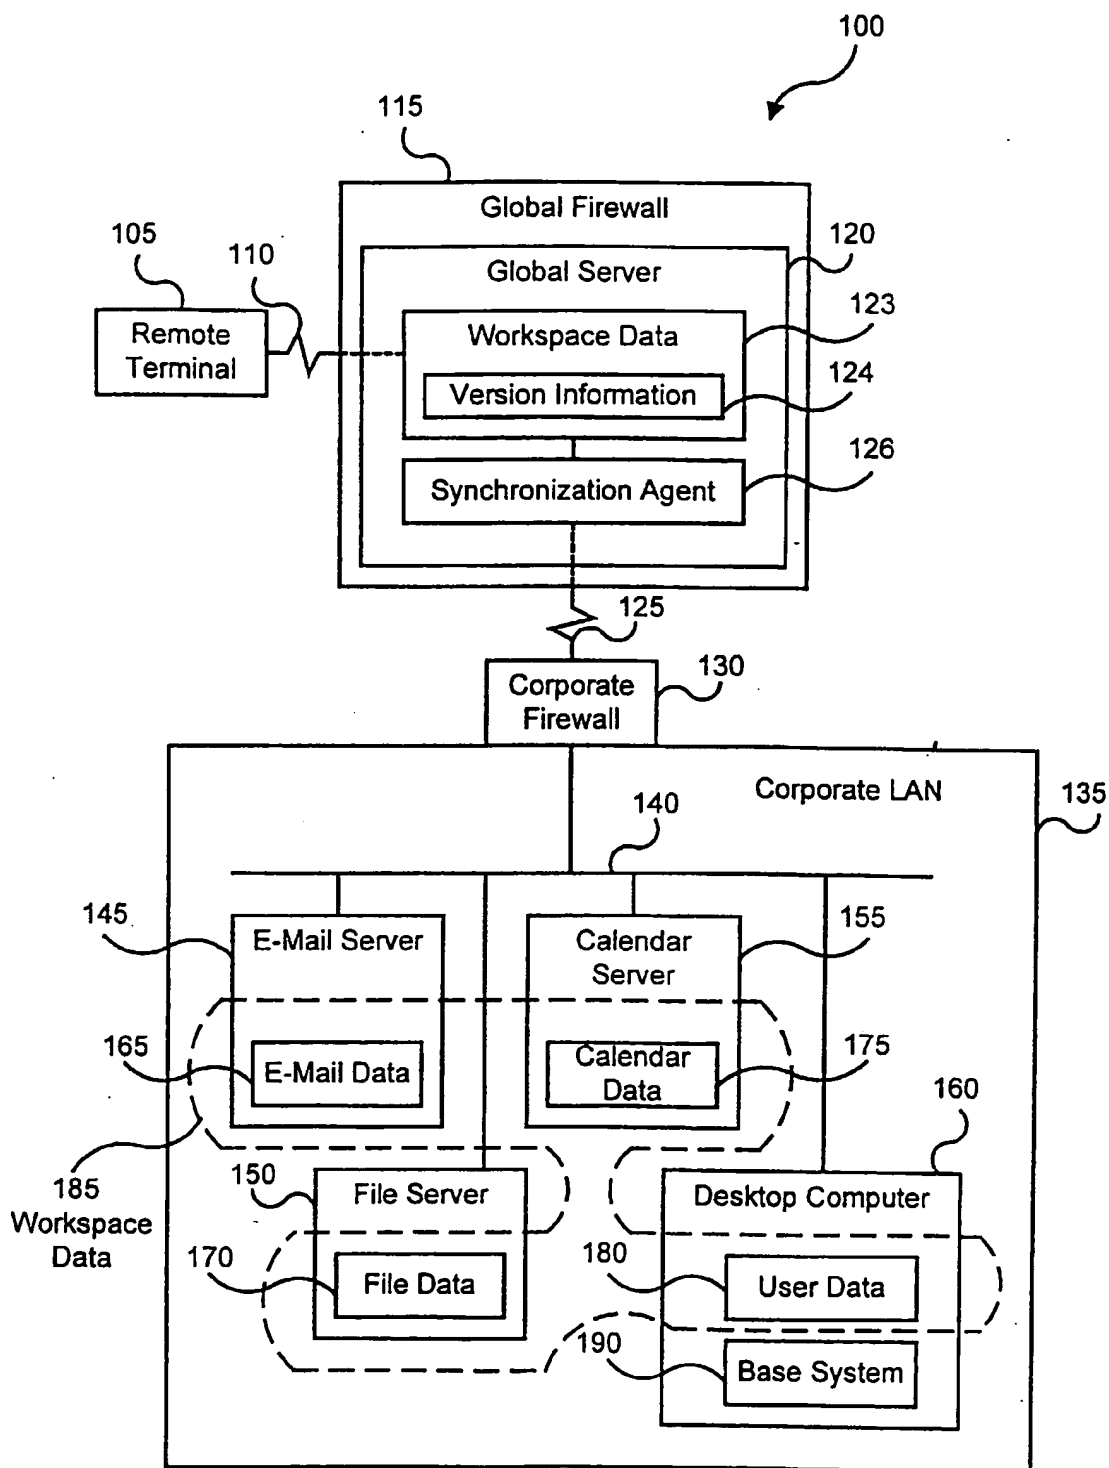 100
115
Global Firewall
105
110
120
Global Server
Remote
Terminal
123
Workspace Data
124
Version Information
126
Synchronization Agent
125
130
Corporate
Firewall
Corporate LAN
135
140
145
E-Mail Server
Calendar
Server
155
165
E-Mail Data
Calendar
Data
175
160
185
Workspace
Data
150
File Server
Desktop Computer
170
File Data
180
User Data
190
Base System